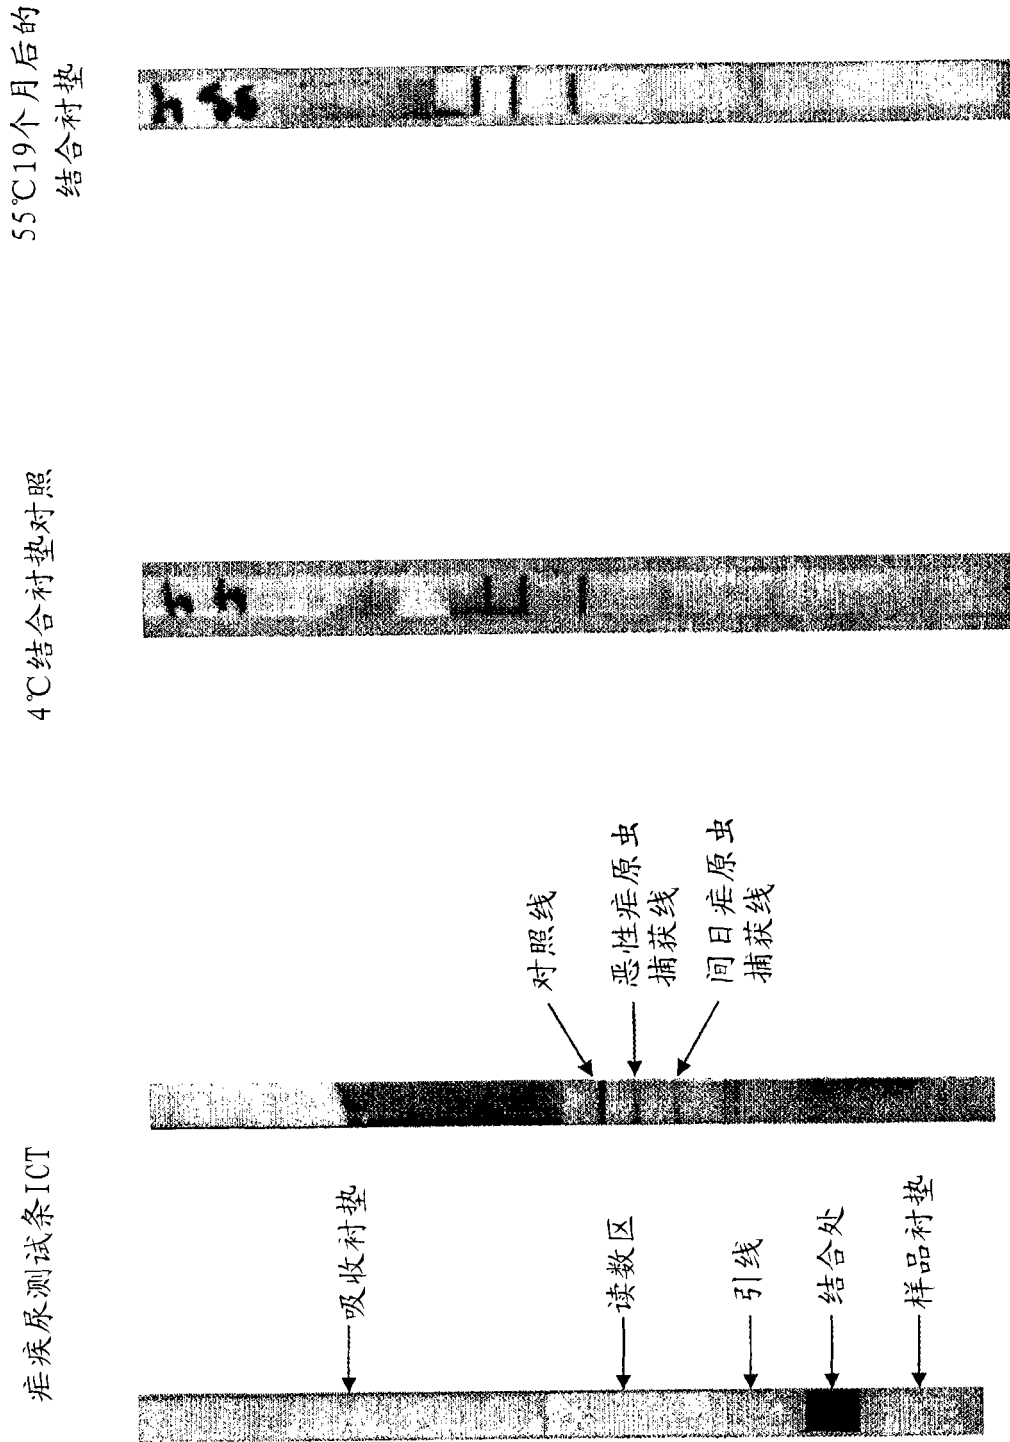 疟疾尿测试条ICT
4℃结合衬垫对照
55℃19个月后的
结合衬垫
吸收衬垫
读数区
引线
结合处
样品衬垫
对照线
恶性疟原虫
捕获线
间日疟原虫
捕获线